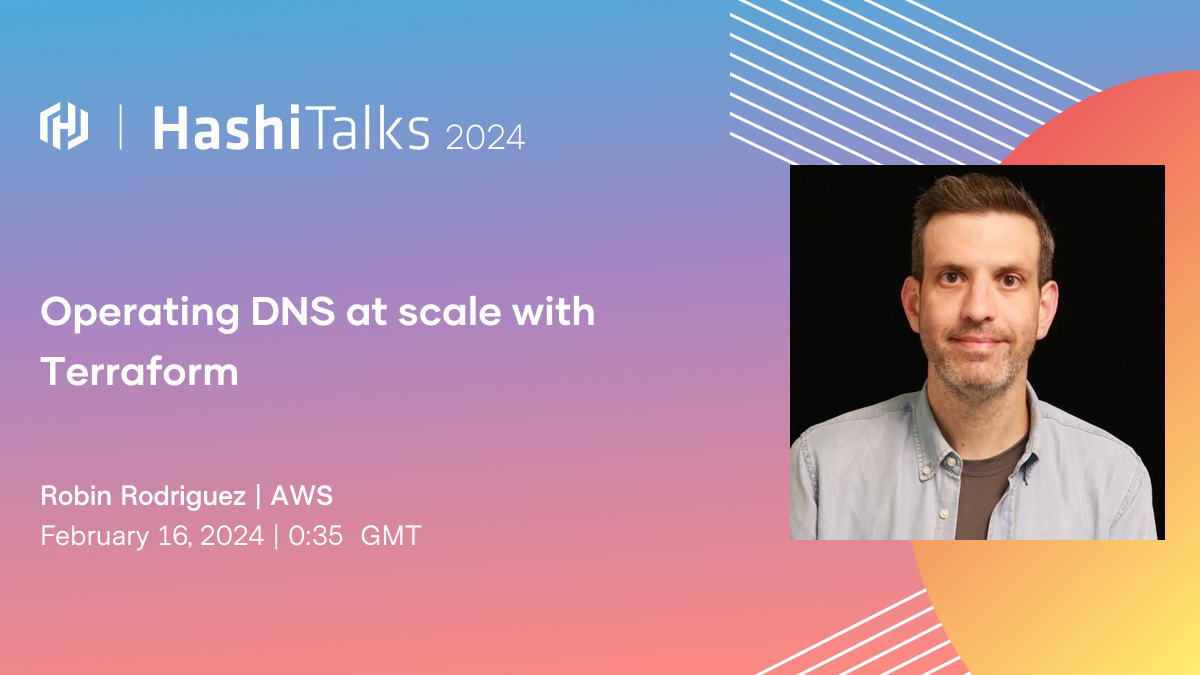 HashiTalks 2024
Operating DNS at scale with
Terraform
Robin Rodriguez | AWS
February 16, 2024 | 0:35 GMT